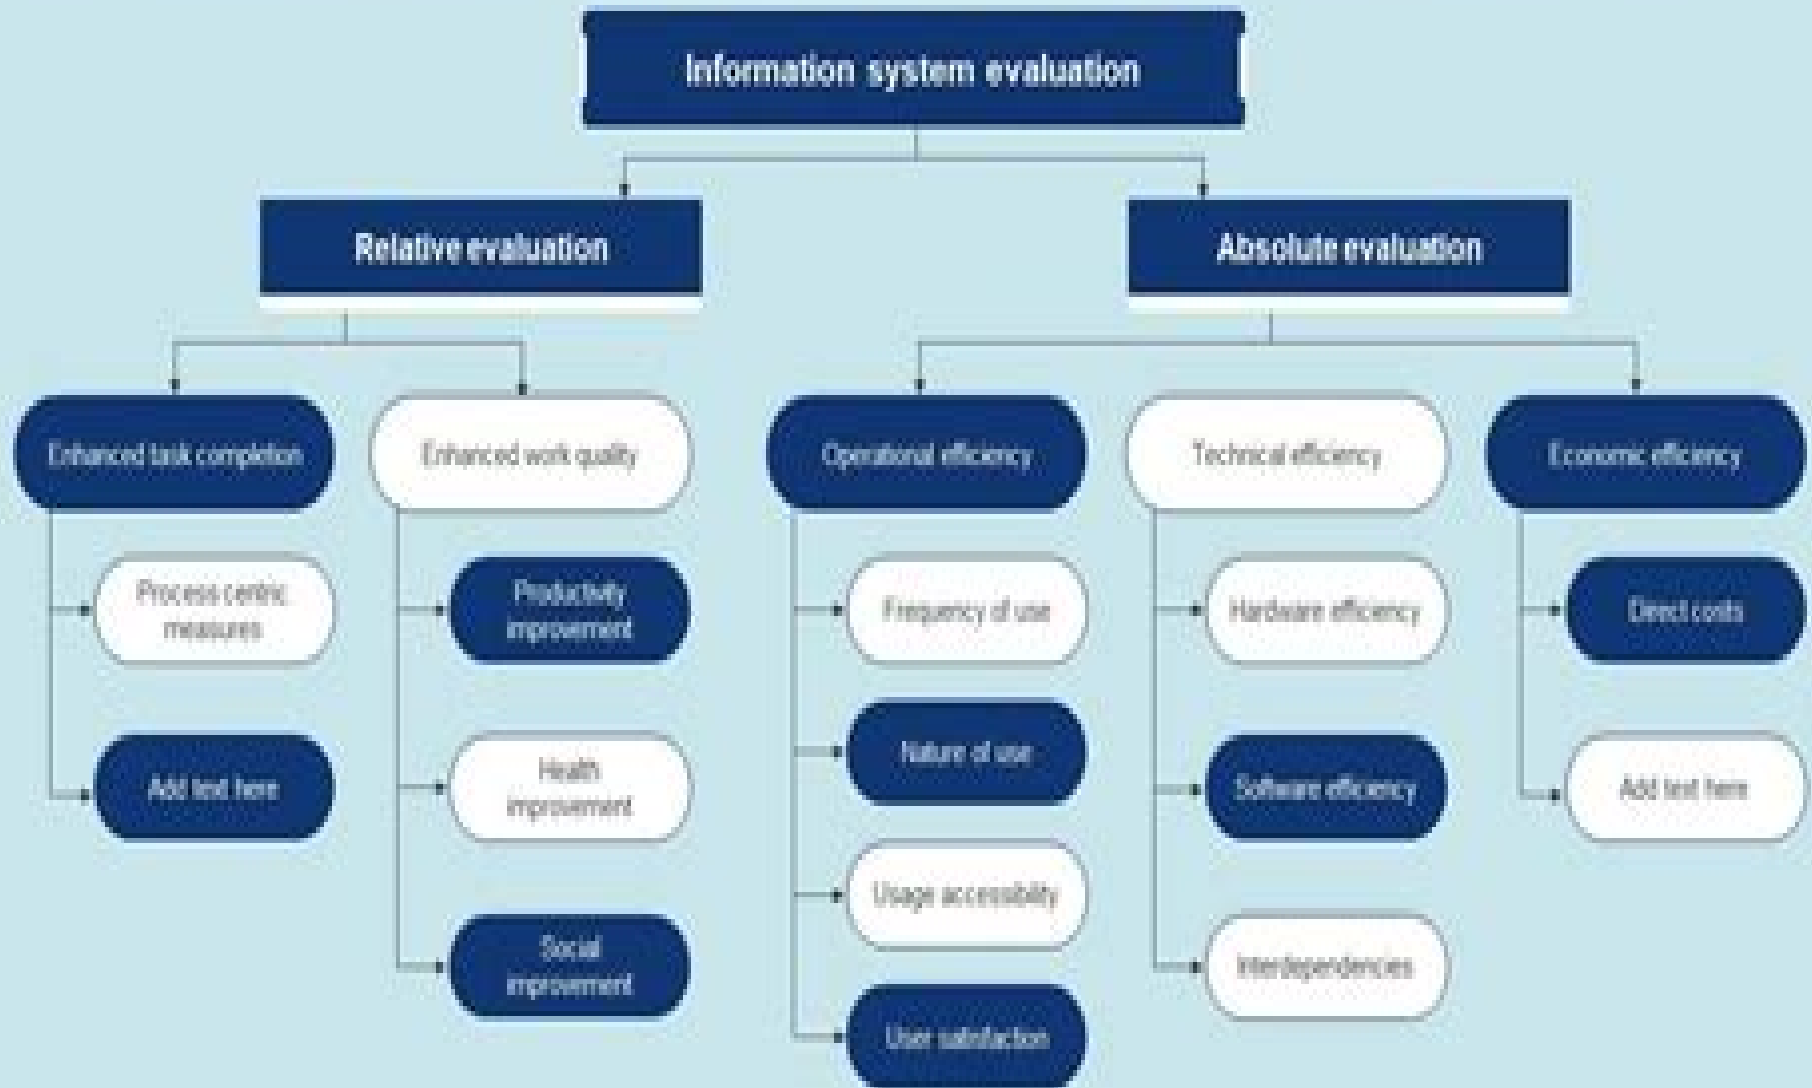 Information system evaluation
Relative evaluation
Absolute evaluation
Enhanced task completion
Enhanced work quality
Operational efficiency
Technical efficiency
Economic efficiency
Process centric
measures
Add text here
Productivity
improvement
Health
improvement
Social
improvement
Frequency of use
Nature of use
Usage accessibility
User satisfaction
Hardware efficiency
Software efficiency
Interdependencies
Direct costs
Add text here